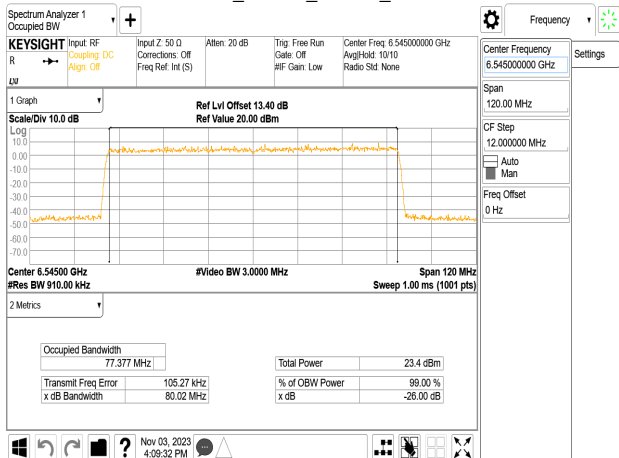 Spectrum Analyzer 1
Occupied BW
Frequency
KEYSIGHT
R
LXI
Input: RF
Coupling: DC
Align: Off
Input Z: 50 Ω
Corrections: Off
Freq Ref: Int (S)
Atten: 20 dB
Trig: Free Run
Gate: Off
#IF Gain: Low
Center Freq: 6.545000000 GHz
Avg|Hold: 10/10
Radio Std: None
Center Frequency
6.545000000 GHz
Settings
Span
120.00 MHz
CF Step
12.000000 MHz
Auto
Man
Freq Offset
0 Hz
1 Graph
Scale/Div 10.0 dB
Ref Lvl Offset 13.40 dB
Ref Value 20.00 dBm
Log
10.0
0.00
-10.0
-20.0
-30.0
-40.0
-50.0
-60.0
-70.0
Center 6.54500 GHz
#Video BW 3.0000 MHz
Span 120 MHz
#Res BW 910.00 kHz
Sweep 1.00 ms (1001 pts)
2 Metrics
Occupied Bandwidth
77.377 MHz
Total Power 23.4 dBm
Transmit Freq Error 105.27 kHz
% of OBW Power 99.00 %
x dB Bandwidth 80.02 MHz
x dB -26.00 dB
?
Nov 03, 2023
4:09:32 PM